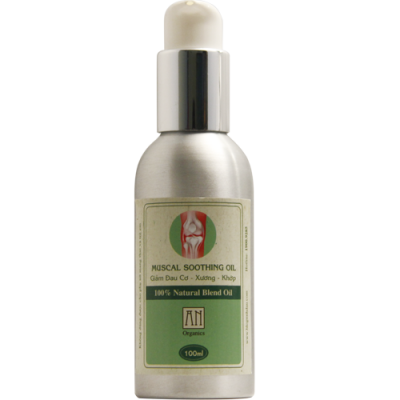 MUSCAL SOOTHING OIL
Giảm Đau Cơ - Xương - Khớp
100% Natural Blend Oil
AN
Organics
100ml